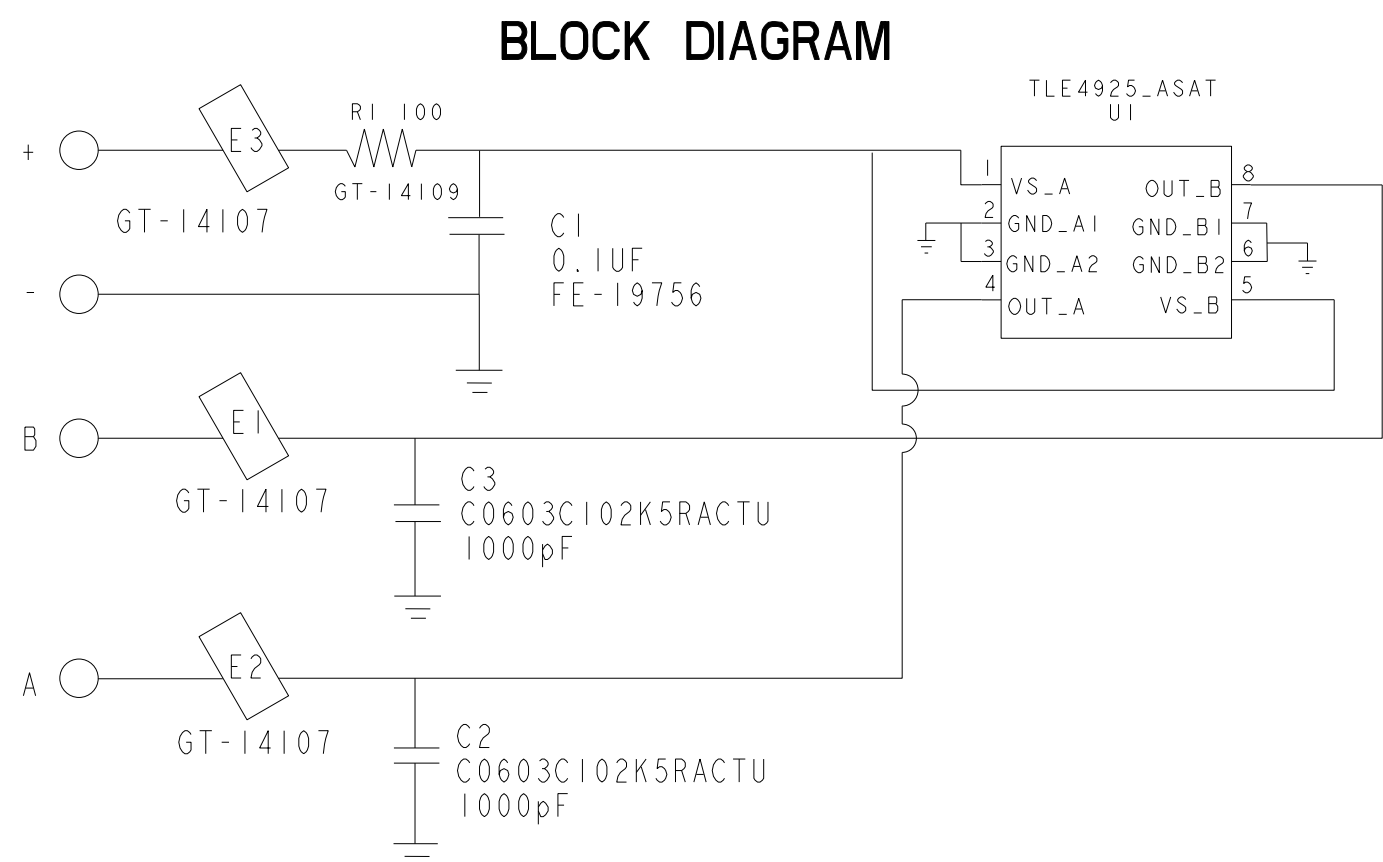 BLOCK DIAGRAM
TLE4925_ASAT
U1
+
E3
R1 100
GT-14109
GT-14107
1
VS_A
OUT_B
8
2
GND_A1
GND_B1
7
3
GND_A2
GND_B2
6
4
OUT_A
VS_B
5
C1
0.1UF
FE-19756
-
B
E1
GT-14107
C3
C0603C102K5RACTU
1000pF
A
E2
GT-14107
C2
C0603C102K5RACTU
1000pF